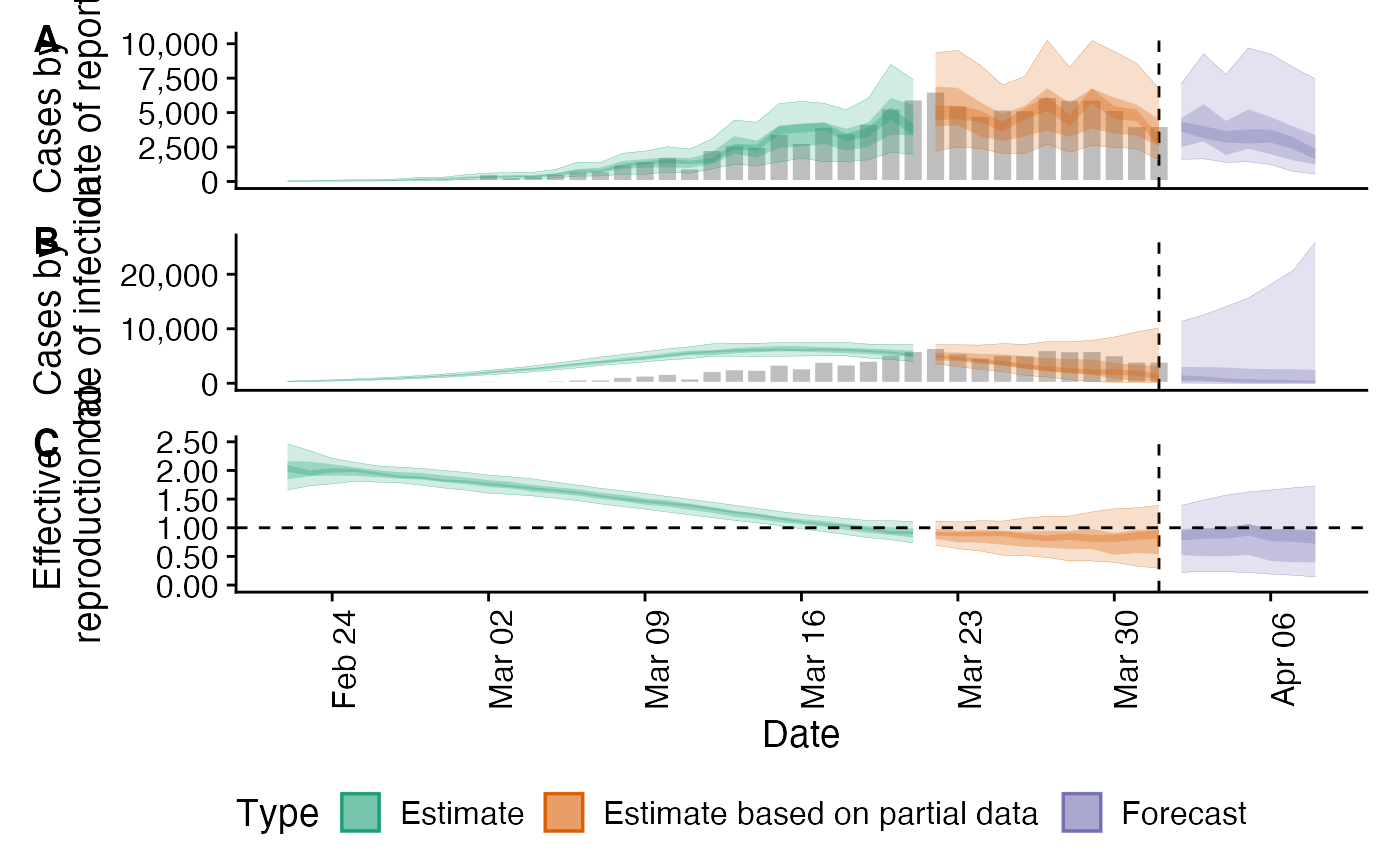 A
Cases by
date of report
10,000
7,500
5,000
2,500
0
B
Cases by
date of infection
20,000
10,000
0
C
Effective
reproduction no.
2.50
2.00
1.50
1.00
0.50
0.00
Feb 24
Mar 02
Mar 09
Mar 16
Mar 23
Mar 30
Apr 06
Date
Type
Estimate
Estimate based on partial data
Forecast